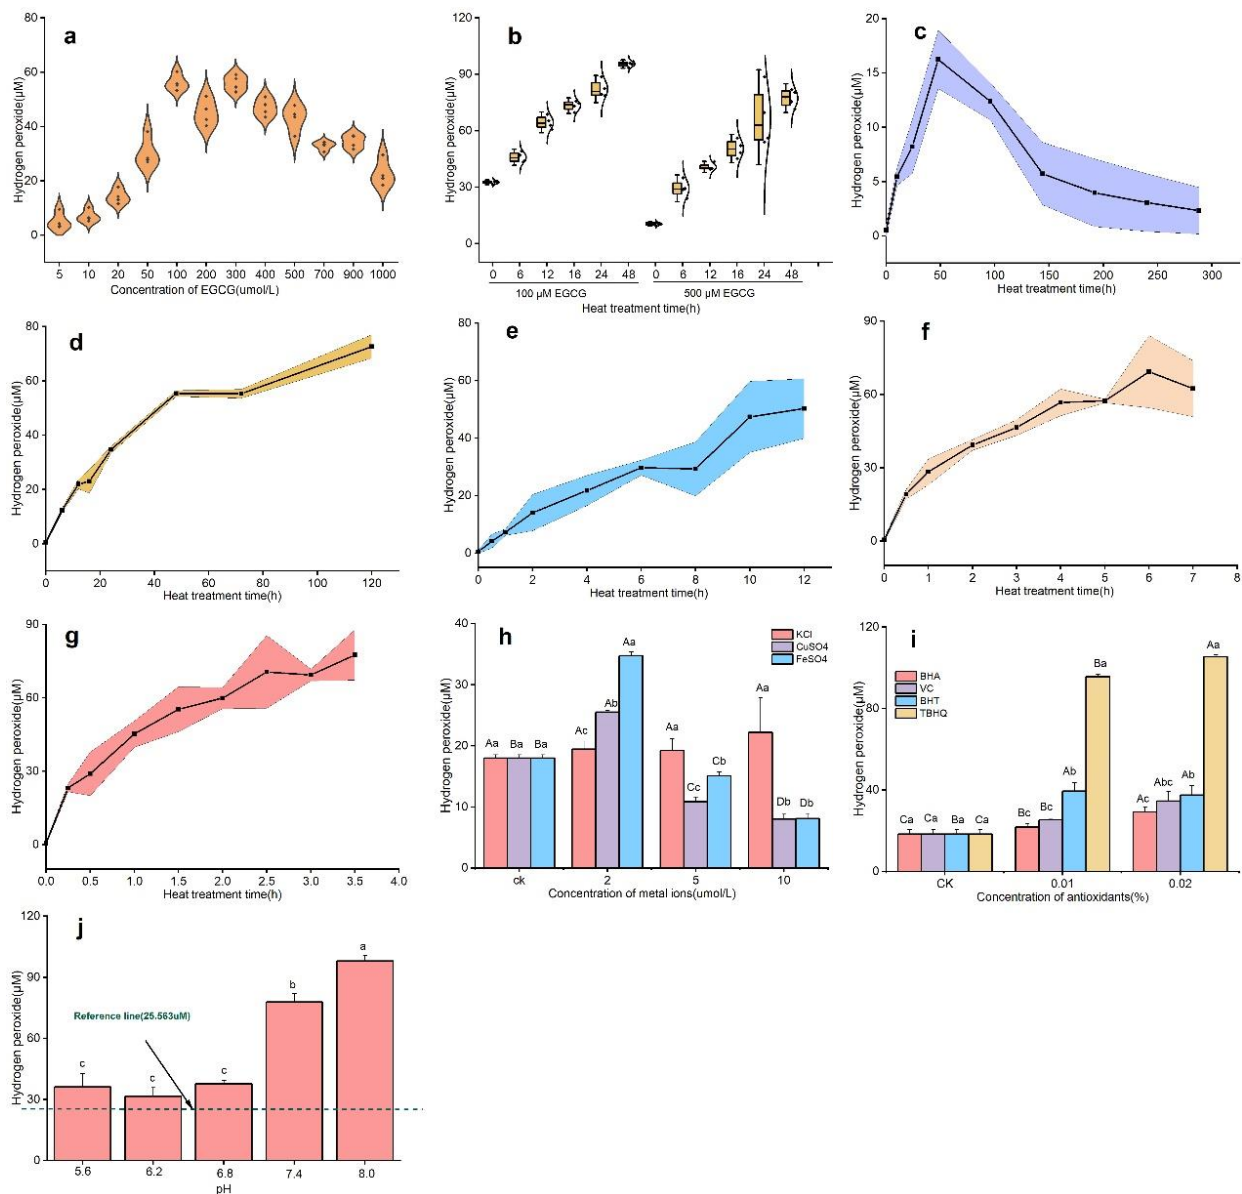 a
Hydrogen peroxide(μM)
80
60
40
20
0
5 10 20 50 100 200 300 400 500 700 900 1000
Concentration of EGCG(umol/L)
b
Hydrogen peroxide(μM)
120
90
60
30
0
0 6 12 16 24 48 0 6 12 16 24 48
100 μM EGCG 500 μM EGCG
Heat treatment time(h)
c
Hydrogen peroxide(μM)
20
15
10
5
0
0 50 100 150 200 250 300
Heat treatment time(h)
d
Hydrogen peroxide(μM)
80
60
40
20
0
0 20 40 60 80 100 120
Heat treatment time(h)
e
Hydrogen peroxide(μM)
80
60
40
20
0
0 2 4 6 8 10 12
Heat treatment time(h)
f
Hydrogen peroxide(μM)
90
60
30
0
0 1 2 3 4 5 6 7 8
Heat treatment time(h)
g
Hydrogen peroxide(μM)
90
60
30
0
0.0 0.5 1.0 1.5 2.0 2.5 3.0 3.5 4.0
Heat treatment time(h)
h
Hydrogen peroxide(μM)
KCl
CuSO4
FeSO4
40
30
20
10
0
Aa Ba Ba Ac Ab Aa Aa Cc Cb Aa Db Db
ck 2 5 10
Concentration of metal ions(umol/L)
i
Hydrogen peroxide(μM)
BHA
VC
BHT
TBHQ
120
80
40
0
Ca Ca Ba Ca Bc Bc Ab Ba Ac Abc Ab Aa
CK 0.01 0.02
Concentration of antioxidants(%)
j
Hydrogen peroxide(μM)
120
90
60
30
0
Reference line(25.563uM)
c c c b a
5.6 6.2 6.8 7.4 8.0
pH